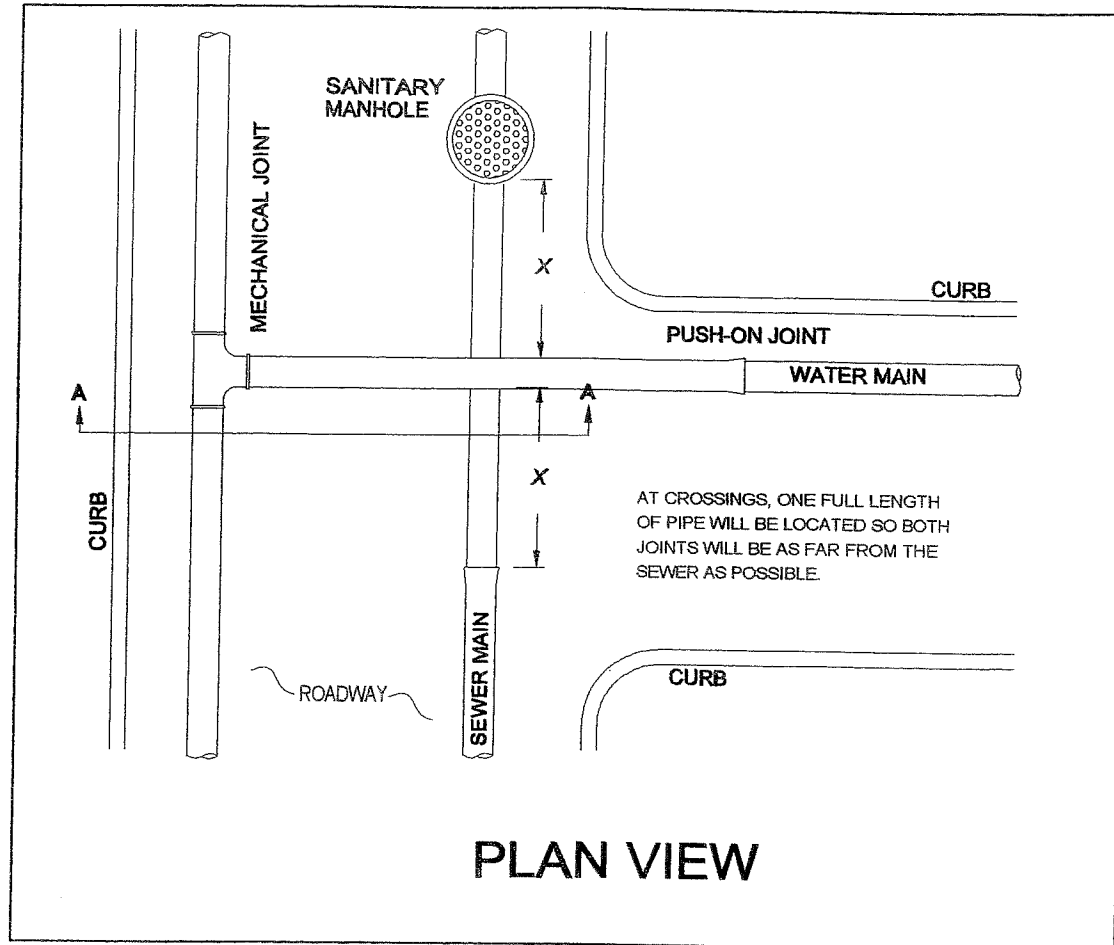 SANITARY
MANHOLE
MECHANICAL JOINT
X
CURB
PUSH-ON JOINT
WATER MAIN
A
A
X
CURB
AT CROSSINGS, ONE FULL LENGTH
OF PIPE WILL BE LOCATED SO BOTH
JOINTS WILL BE AS FAR FROM THE
SEWER AS POSSIBLE.
SEWER MAIN
CURB
ROADWAY
PLAN VIEW